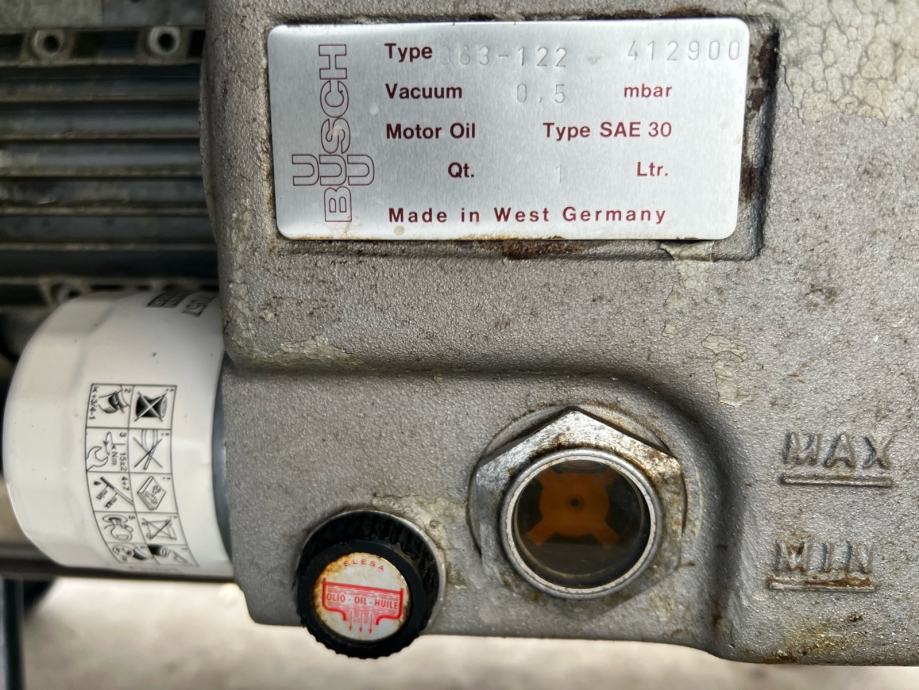 BUSCH
Type 063-122 - 412900
Vacuum 0,5 mbar
Motor Oil Type SAE 30
Qt. 1 Ltr.
Made in West Germany
MAX
MIN
ELESA
OLIO - OIL - HUILE